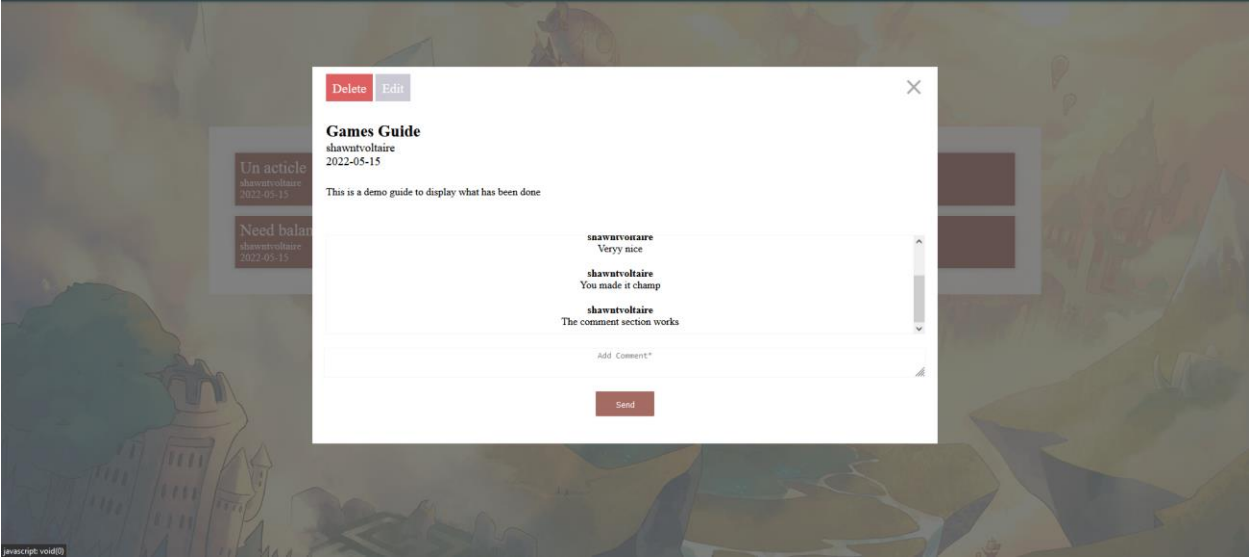 Delete Edit
Games Guide
shawntvoltaire
2022-05-15
This is a demo guide to display what has been done
shawntvoltaire
Veryy nice
shawntvoltaire
You made it champ
shawntvoltaire
The comment section works
Add Comment*
Send
Un acticle
shawntvoltaire
2022-05-15
Need balan
shawntvoltaire
2022-05-15
javascript: void(0)